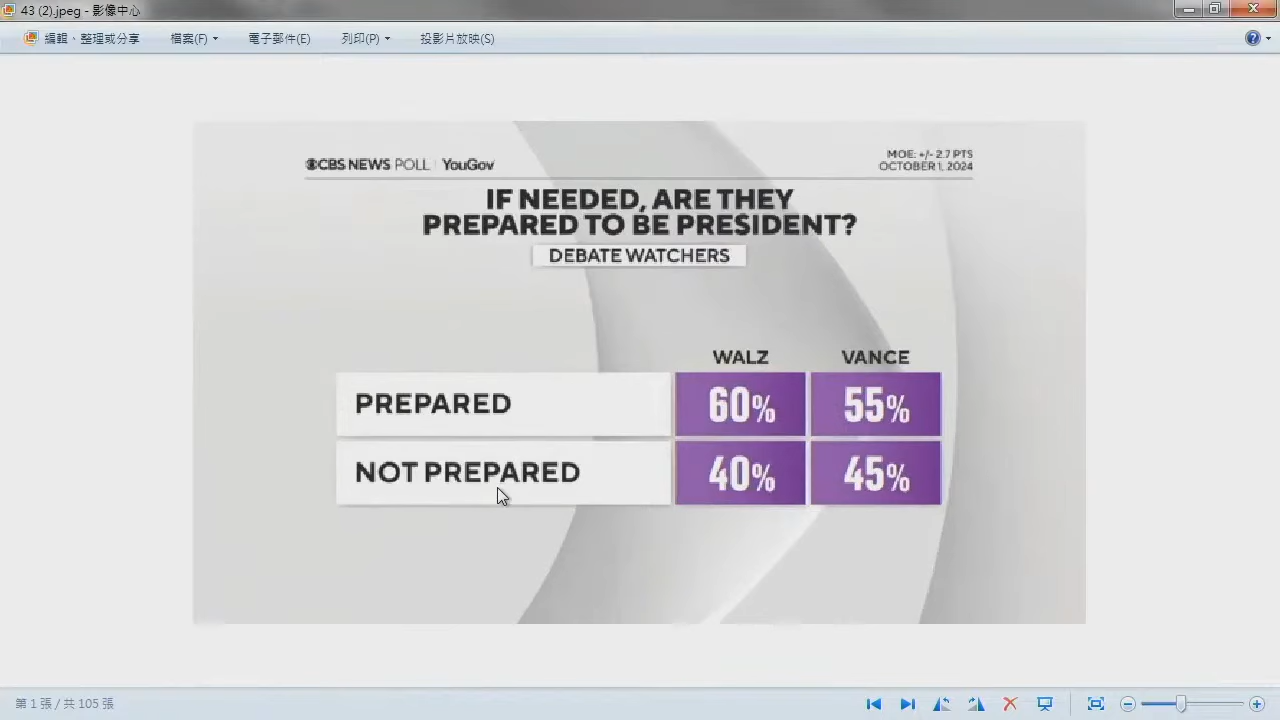 43 (2).jpeg - 影像中心
編輯、整理或分享 檔案(F) 電子郵件(E) 列印(P) 投影片放映(S)
CBS NEWS POLL | YouGov
MOE: +/- 2.7 PTS
OCTOBER 1, 2024
IF NEEDED, ARE THEY
PREPARED TO BE PRESIDENT?
DEBATE WATCHERS
WALZ VANCE
PREPARED 60% 55%
NOT PREPARED 40% 45%
第 1 張 / 共 105 張